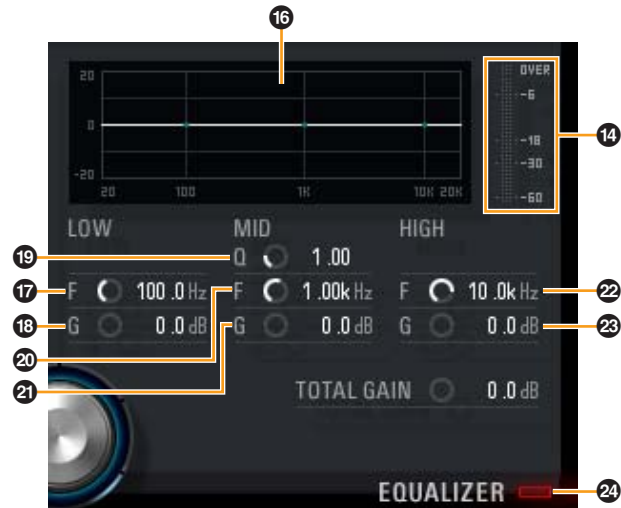 16
20
0
-20
20 100 1K 10K 20K
OVER
-6
-18
-30
-60
14
LOW MID HIGH
19 Q 1.00
17 F 100.0 Hz 20 F 1.00k Hz F 10.0k Hz 22
18 G 0.0 dB 21 G 0.0 dB G 0.0 dB 23
TOTAL GAIN 0.0 dB
EQUALIZER 24